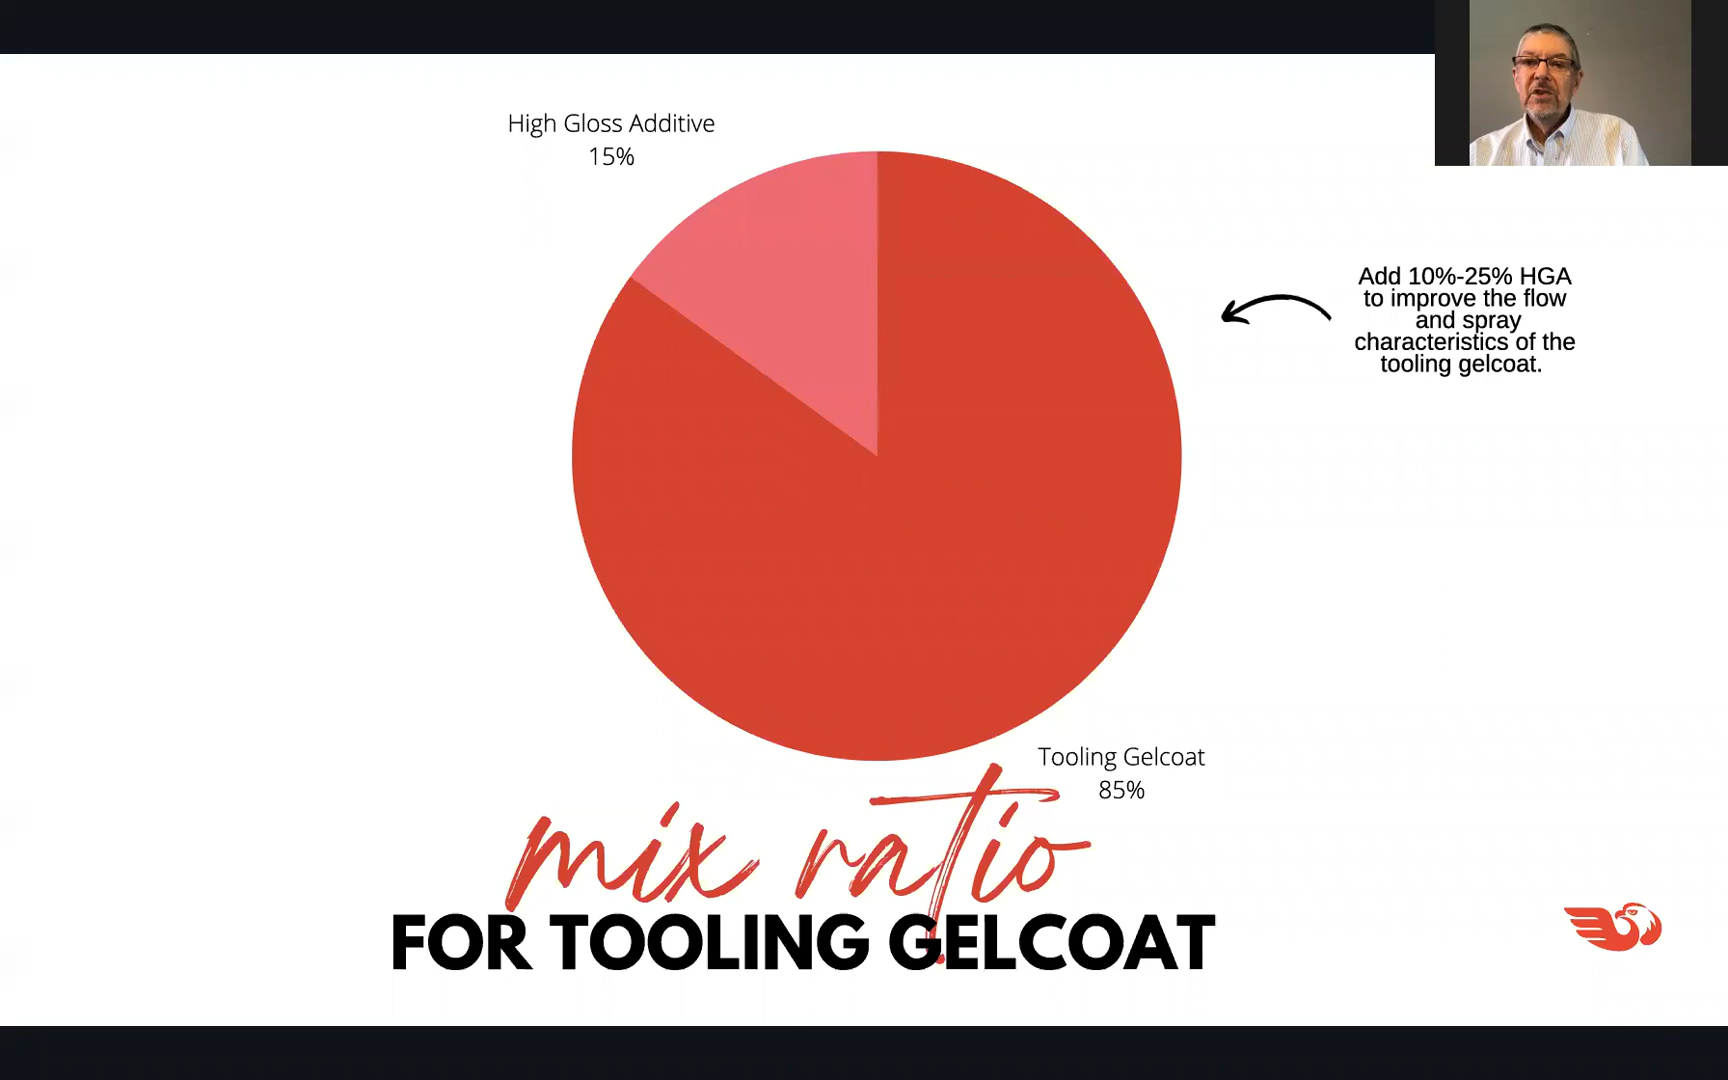 High Gloss Additive
15%
Add 10%-25% HGA
to improve the flow
and spray
characteristics of the
tooling gelcoat.
Tooling Gelcoat
85%
mix ratio
FOR TOOLING GELCOAT